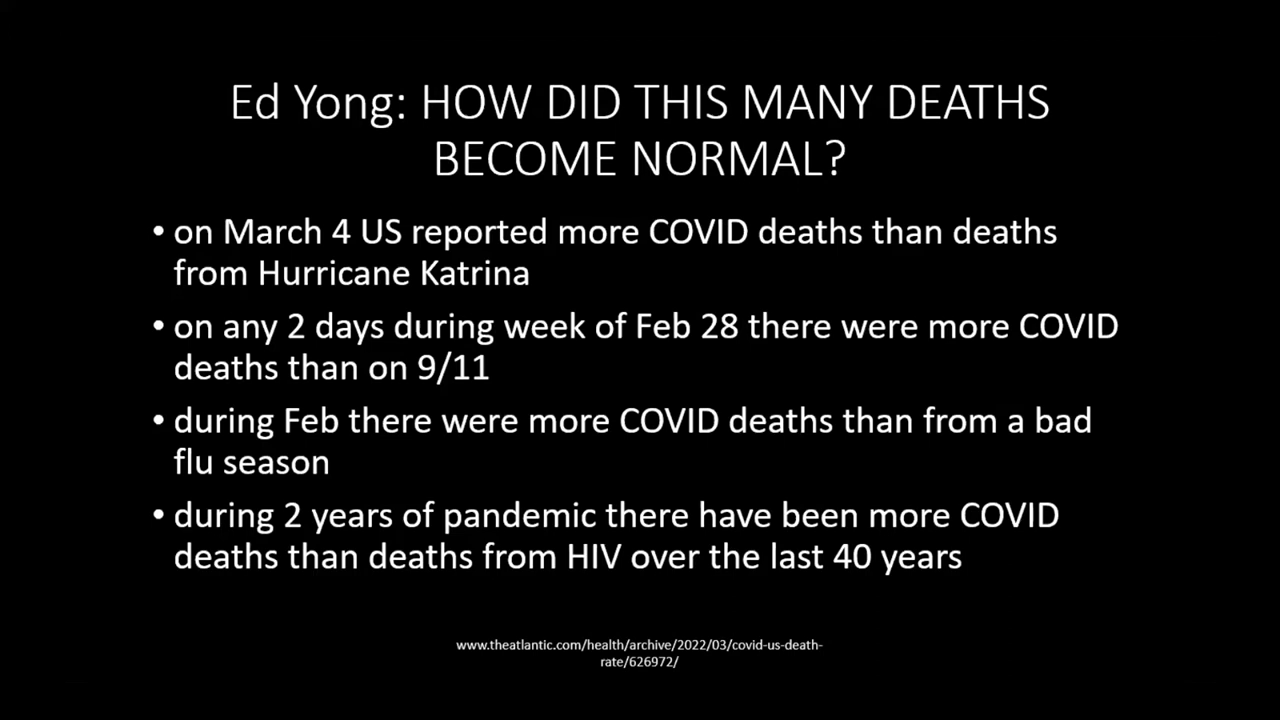 Ed Yong: HOW DID THIS MANY DEATHS
BECOME NORMAL?
• on March 4 US reported more COVID deaths than deaths
from Hurricane Katrina
• on any 2 days during week of Feb 28 there were more COVID
deaths than on 9/11
• during Feb there were more COVID deaths than from a bad
flu season
• during 2 years of pandemic there have been more COVID
deaths than deaths from HIV over the last 40 years
www.theatlantic.com/health/archive/2022/03/covid-us-death-
rate/626972/